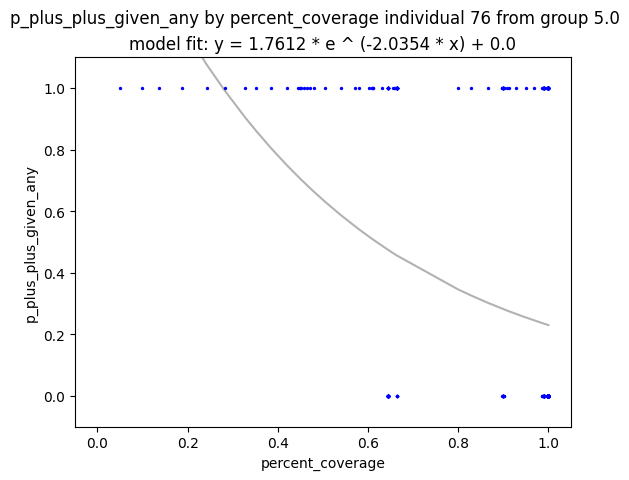 p_plus_plus_given_any by percent_coverage individual 76 from group 5.0
model fit: y = 1.7612 * e ^ (-2.0354 * x) + 0.0
1.0
0.8
0.6
0.4
0.2
0.0
p_plus_plus_given_any
0.0 0.2 0.4 0.6 0.8 1.0
percent_coverage